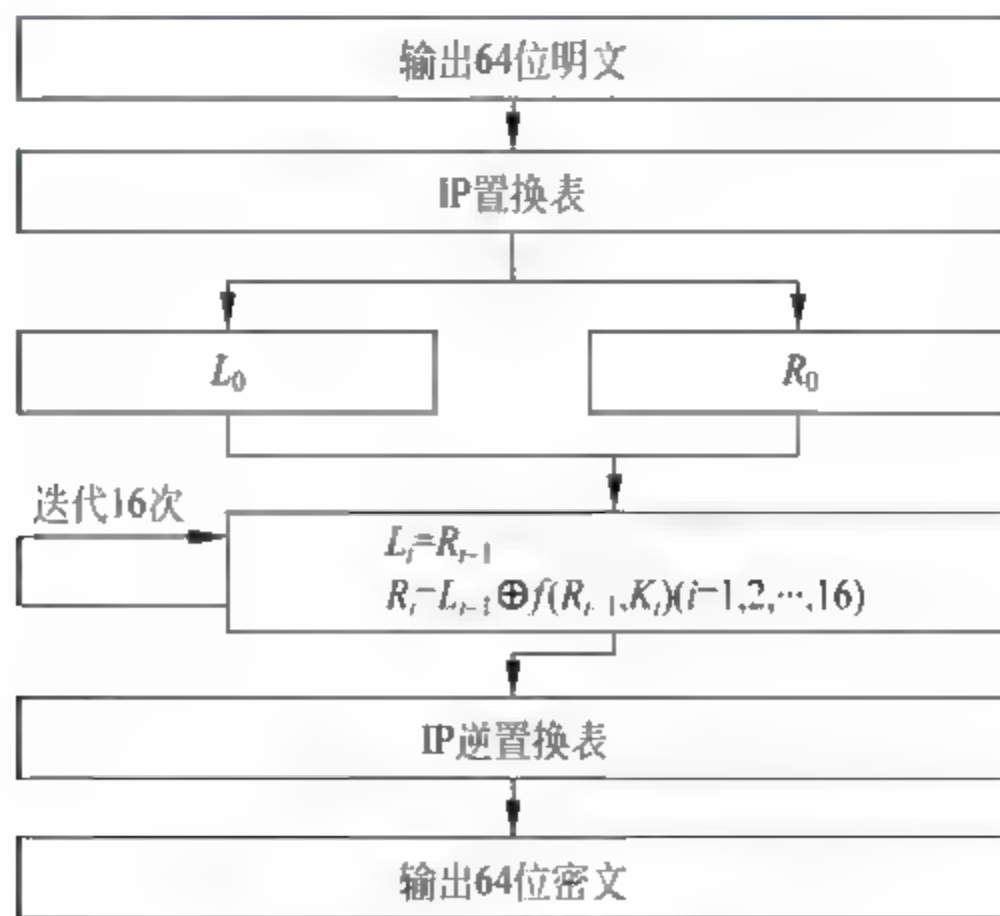 输出64位明文
IP置换表
L₀
R₀
迭代16次
Lᵢ=Rᵢ₋₁
Rᵢ=Lᵢ₋₁⊕f(Rᵢ₋₁,Kᵢ)(i=1,2,⋯,16)
IP逆置换表
输出64位密文